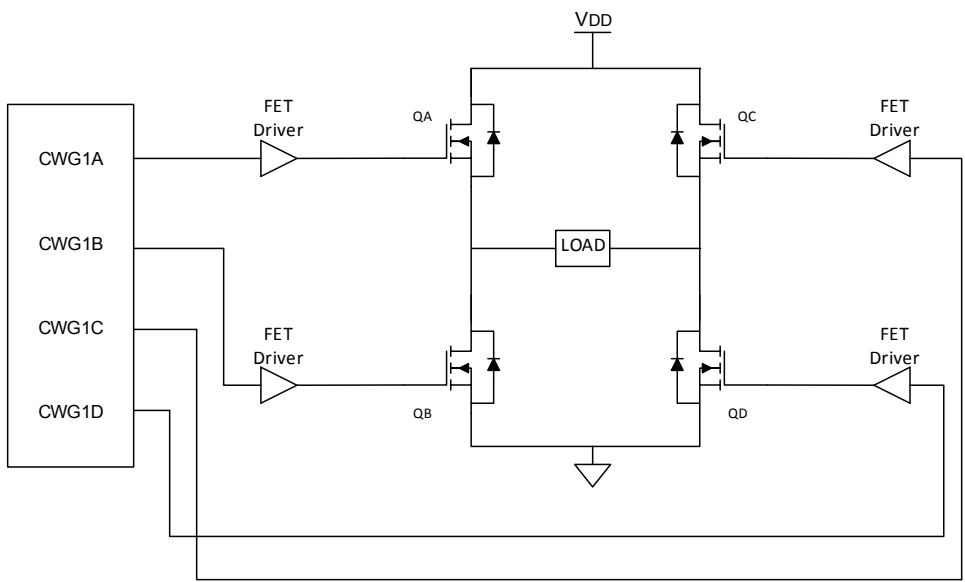 VDD
FET
Driver
QA
QC
FET
Driver
CWG1A
CWG1B
LOAD
CWG1C
FET
Driver
FET
Driver
CWG1D
QB
QD